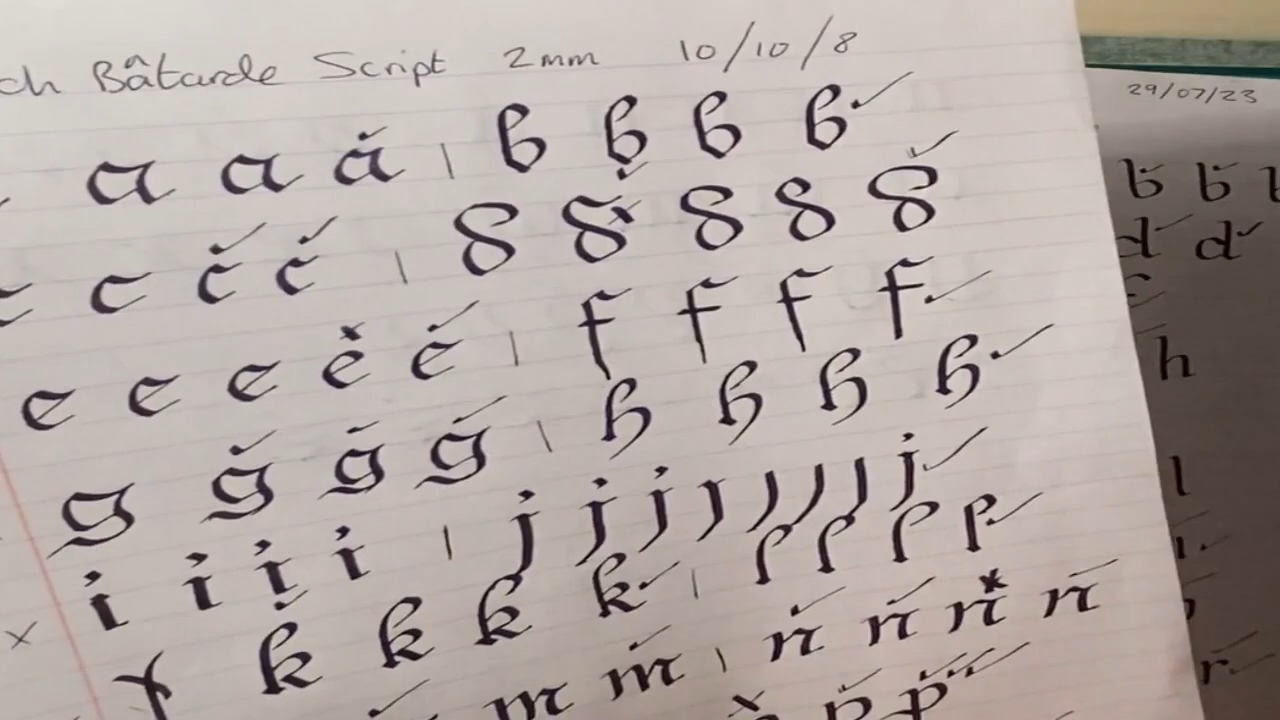 ch Bâtarde Script 2mm 10/10/8
a a a | b b b b
c c c | d d d d d
e e e e e | f f f f
g g g g | h h h h
i i i i | j j j j j j j j
k k k k | l l l l
m m | n n n n
p p
29/07/23
b b
d d
h
l
r